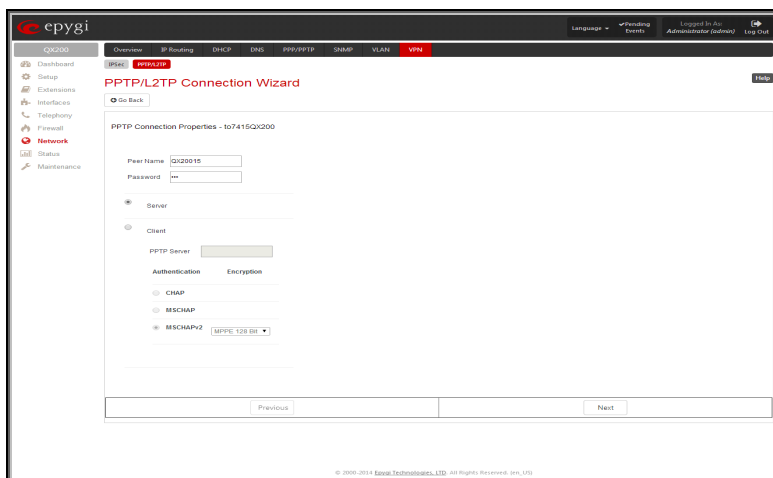 epygi
Language
Pending Events
Logged In As:
Administrator (admin)
Log Out
QX200
Overview
IP Routing
DHCP
DNS
PPP/PPTP
SNMP
VLAN
VPN
Dashboard
Setup
Extensions
Interfaces
Telephony
Firewall
Network
Status
Maintenance
IPSec
PPTP/L2TP
Help
PPTP/L2TP Connection Wizard
Go Back
PPTP Connection Properties - to7415QX200
Peer Name QX20015
Password •••
Server
Client
PPTP Server
Authentication Encryption
CHAP
MSCHAP
MSCHAPv2 MPPE 128 Bit
Previous
Next
© 2008-2014 Epygi Technologies, LTD. All Rights Reserved. (en_US)